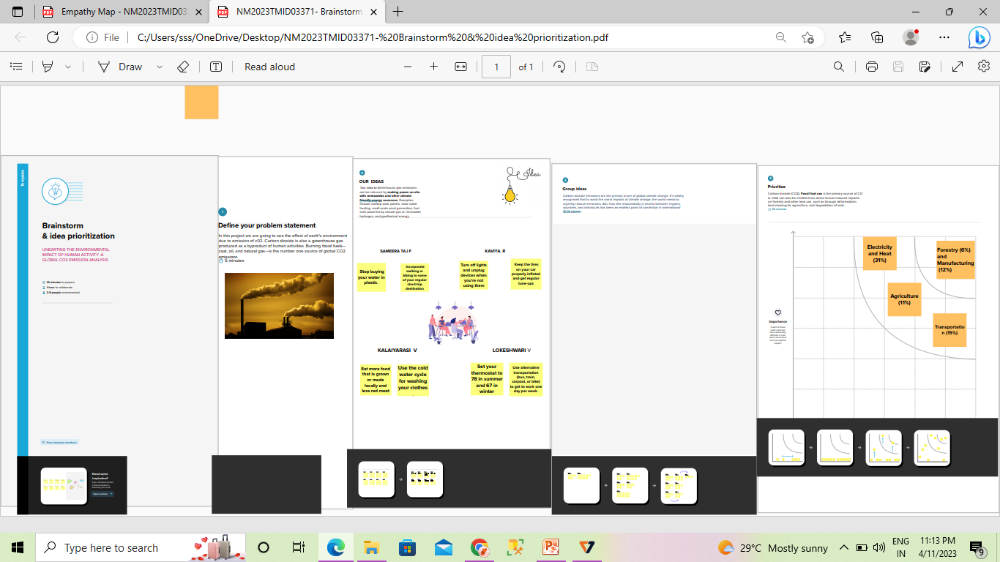 Empathy Map - NM2023TMID03
NM2023TMID03371- Brainstorm
File
C:/Users/sss/OneDrive/Desktop/NM2023TMID03371-%20Brainstorm%20&%20idea%20prioritization.pdf
Draw
Read aloud
1
of 1
Template
Brainstorm
& idea prioritization
UNEARTING THE ENVIRONMENTAL
IMPACT OF HUMAN ACTIVITY :A
GLOBAL CO2 EMISSION ANALYSIS
10 minutes to prepare
1 hour to collaborate
2-8 people recommended
Share template feedback
Need some
inspiration?
Open example
1
Define your problem statement
In this project we any going to see the effect of earth's environment
due to emission of c02. Carbon dioxide is also a greenhouse gas
produced as a byproduct of human activities. Burning fossil fuels—
coal, oil, and natural gas—is the number one source of global CO2
emissions
5 minutes
2
OUR IDEAS
Our idea to Greenhouse gas emissions
can be reduced by making power on-site
with renewables and other climate-
friendly energy resources. Examples
include rooftop solar panels, solar water
heating, small-scale wind generation, fuel
cells powered by natural gas or renewable
hydrogen, and geothermal energy.
Idea
SAMEERA TAJ F
KAVIYA R
Stop buying
your water in
plastic.
Incorporate
walking or
biking to some
of your regular
short-trip
destination
Turn off lights
and unplug
devices when
you're not
using them
Keep the tires
on your car
properly inflated
and get regular
tune-ups
KALAIYARASI V
LOKESHWARI V
Eat more food
that is grown
or made
locally and
less red meat
Use the cold
water cycle
for washing
your clothes
.
Set your
thermostat to
78 in summer
and 67 in
winter
Use alternative
transportation
(bus, train,
carpool, or bike)
to get to work one
day per week.
3
Group ideas
Carbon dioxide emissions are the primary driver of global climate change. It's widely
recognised that to avoid the worst impacts of climate change, the world needs to
urgently reduce emissions. But, how this responsibility is shared between regions,
countries, and individuals has been an endless point of contention in international
20 minutes
4
Prioritize
Carbon dioxide (CO2): Fossil fuel use is the primary source of CO
2. CO2 can also be emitted from direct human-induced impacts
on forestry and other land use, such as through deforestation,
land clearing for agriculture, and degradation of soils.
20 minutes
Importance
Electricity
and Heat
(31%)
Forestry (6%)
and
Manufacturing
(12%)
Agriculture
(11%)
Transportatio
n (15%)
Type here to search
29°C Mostly sunny
ENG
IN
11:13 PM
4/11/2023
9